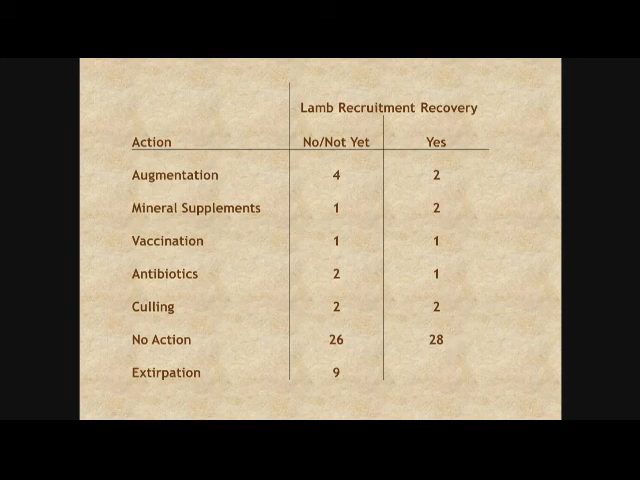 Lamb Recruitment Recovery
Action No/Not Yet Yes
Augmentation 4 2
Mineral Supplements 1 2
Vaccination 1 1
Antibiotics 2 1
Culling 2 2
No Action 26 28
Extirpation 9